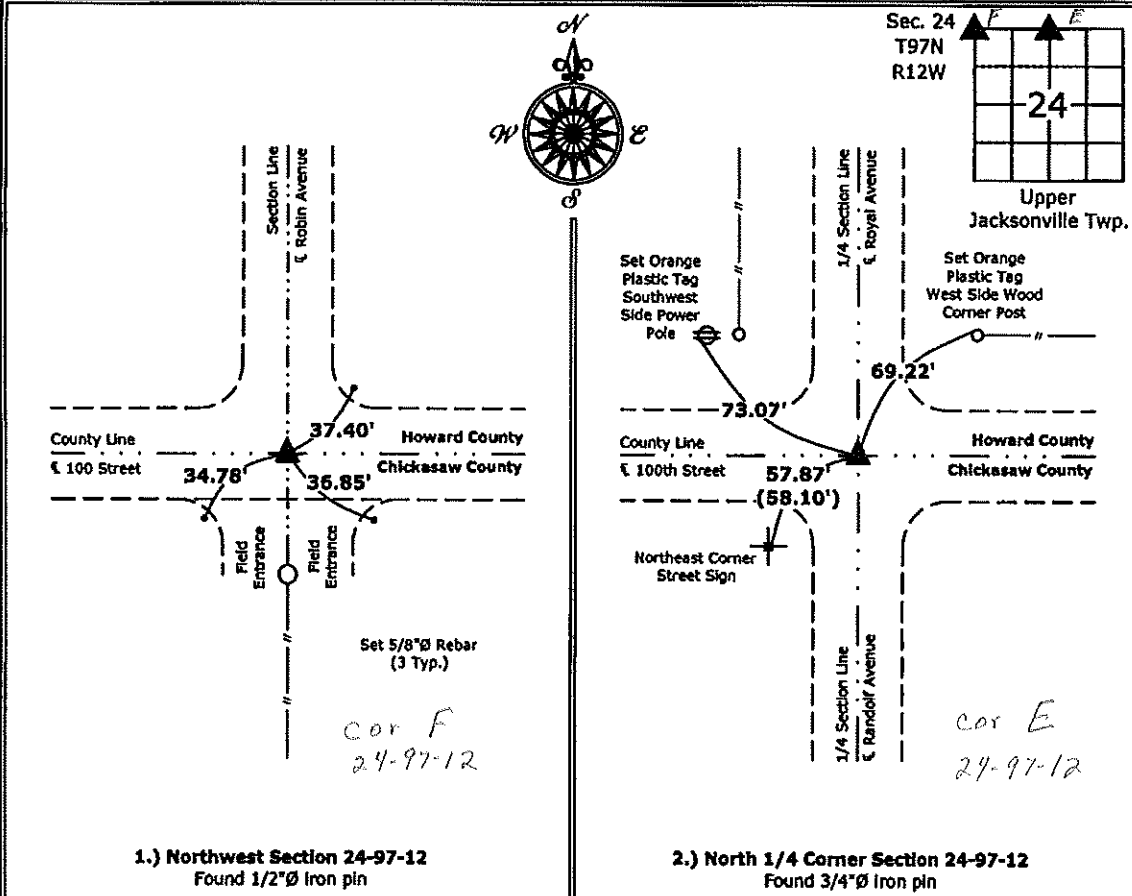 N
W
E
S
Sec. 24
T97N
R12W
F
E
24
Upper
Jacksonville Twp.
Section Line
℄ Robin Avenue
37.40'
County Line
Howard County
℄ 100 Street
34.78'
36.85'
Chickasaw County
Field
Entrance
Field
Entrance
Set 5/8"Ø Rebar
(3 Typ.)
cor F
24-97-12
1.) Northwest Section 24-97-12
Found 1/2"Ø iron pin
1/4 Section Line
℄ Royal Avenue
Set Orange
Plastic Tag
Southwest
Side Power
Pole
Set Orange
Plastic Tag
West Side Wood
Corner Post
69.22'
73.07'
County Line
Howard County
℄ 100th Street
57.87'
Chickasaw County
(58.10')
Northeast Corner
Street Sign
1/4 Section Line
℄ Randolf Avenue
cor E
24-97-12
2.) North 1/4 Corner Section 24-97-12
Found 3/4"Ø iron pin